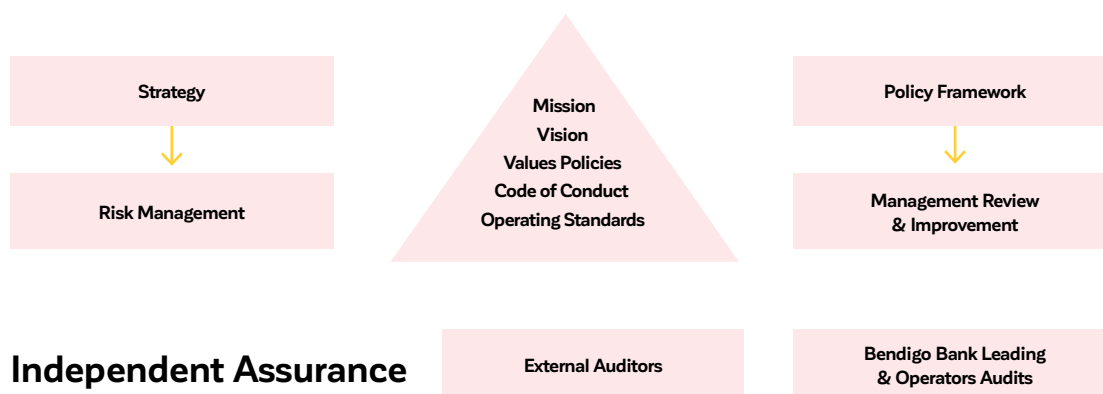 Strategy
Risk Management
Mission
Vision
Values Policies
Code of Conduct
Operating Standards
Policy Framework
Management Review
& Improvement
Independent Assurance
External Auditors
Bendigo Bank Leading
& Operators Audits